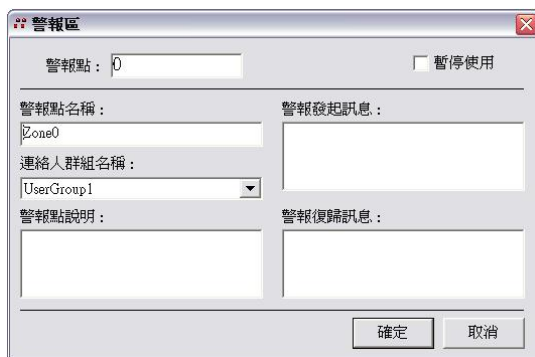 警報區
警報點：0
暫停使用
警報點名稱：
Zone0
連絡人群組名稱：
UserGroup1
警報點說明：
警報發起訊息：
警報復歸訊息：
確定
取消